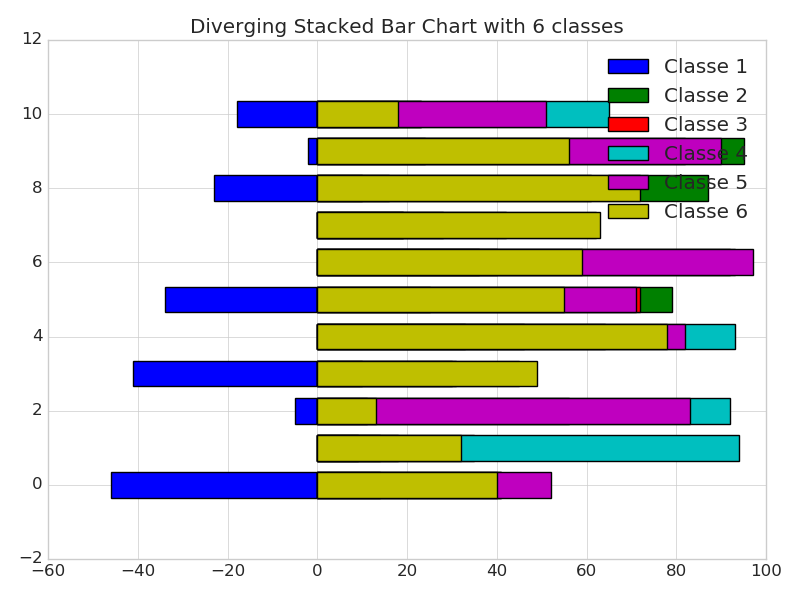 Diverging Stacked Bar Chart with 6 classes
12
10
8
6
4
2
0
−2
−60 −40 −20 0 20 40 60 80 100
Classe 1
Classe 2
Classe 3
Classe 4
Classe 5
Classe 6